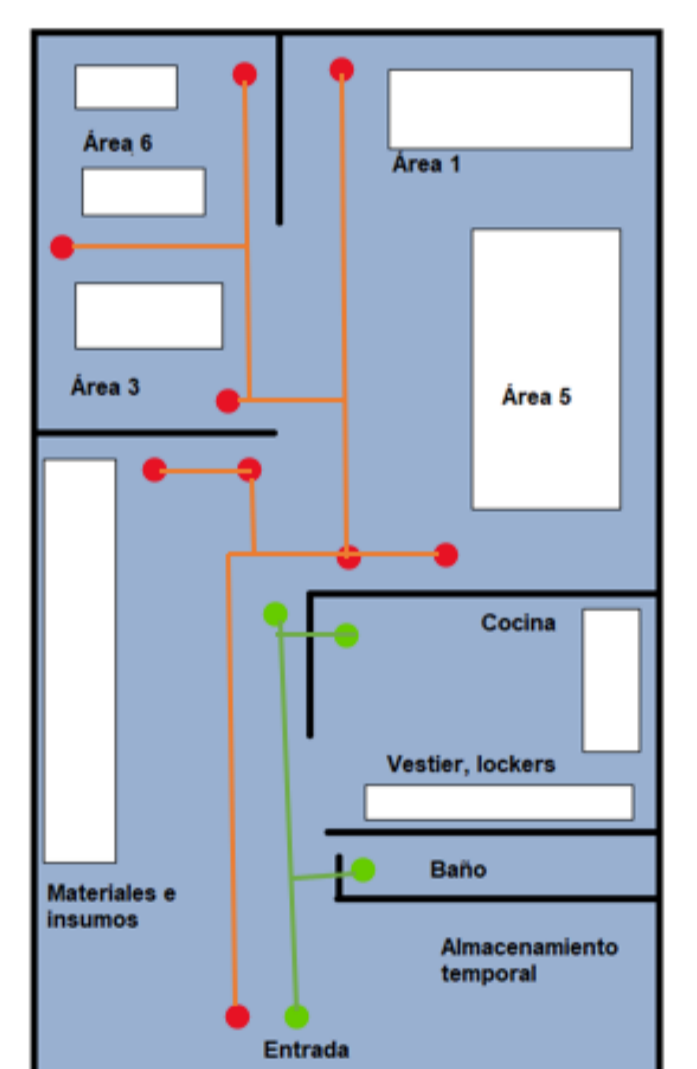 Área 6
Área 1
Área 3
Área 5
Cocina
Vestier, lockers
Baño
Materiales e
insumos
Almacenamiento
temporal
Entrada